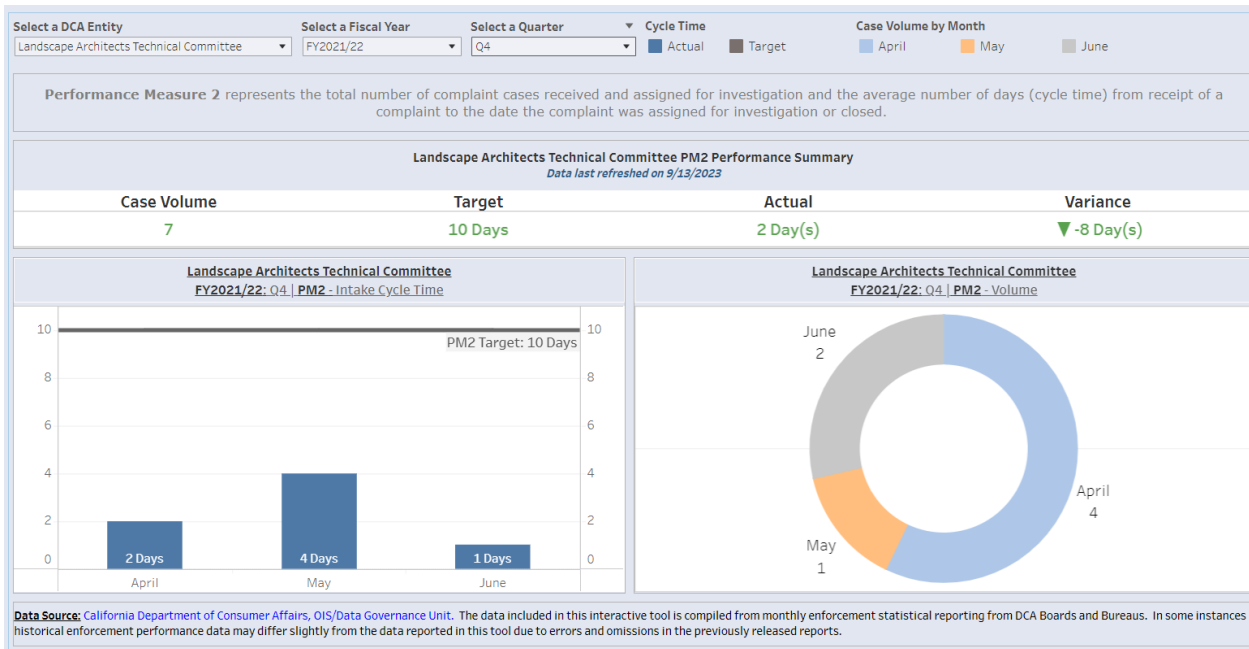 Select a DCA Entity
Landscape Architects Technical Committee
Select a Fiscal Year
FY2021/22
Select a Quarter
Q4
Cycle Time
Actual
Target
Case Volume by Month
April
May
June
Performance Measure 2 represents the total number of complaint cases received and assigned for investigation and the average number of days (cycle time) from receipt of a
complaint to the date the complaint was assigned for investigation or closed.
Landscape Architects Technical Committee PM2 Performance Summary
Data last refreshed on 9/13/2023
Case Volume
Target
Actual
Variance
7
10 Days
2 Day(s)
▼ -8 Day(s)
Landscape Architects Technical Committee
FY2021/22: Q4 | PM2 - Intake Cycle Time
10
8
6
4
2
0
PM2 Target: 10 Days
10
8
6
4
2
0
2 Days
4 Days
1 Days
April
May
June
Landscape Architects Technical Committee
FY2021/22: Q4 | PM2 - Volume
June
2
April
4
May
1
Data Source: California Department of Consumer Affairs, OIS/Data Governance Unit. The data included in this interactive tool is compiled from monthly enforcement statistical reporting from DCA Boards and Bureaus. In some instances
historical enforcement performance data may differ slightly from the data reported in this tool due to errors and omissions in the previously released reports.